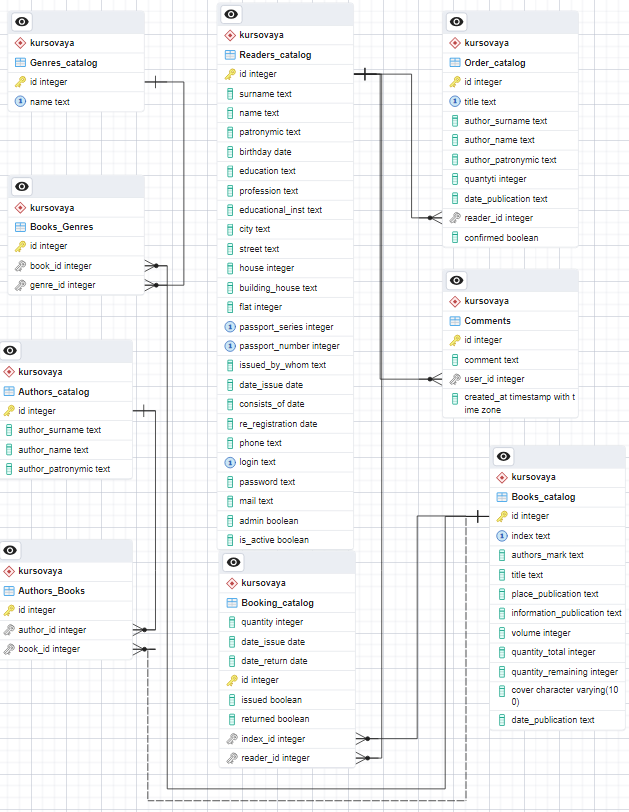 kursovaya
Genres_catalog
id integer
name text
kursovaya
Books_Genres
id integer
book_id integer
genre_id integer
kursovaya
Authors_catalog
id integer
author_surname text
author_name text
author_patronymic text
kursovaya
Authors_Books
id integer
author_id integer
book_id integer
kursovaya
Readers_catalog
id integer
surname text
name text
patronymic text
birthday date
education text
profession text
educational_inst text
city text
street text
house integer
building_house text
flat integer
passport_series integer
passport_number integer
issued_by_whom text
date_issue date
consists_of date
re_registration date
phone text
login text
password text
mail text
admin boolean
is_active boolean
kursovaya
Booking_catalog
quantity integer
date_issue date
date_return date
id integer
issued boolean
returned boolean
index_id integer
reader_id integer
kursovaya
Order_catalog
id integer
title text
author_surname text
author_name text
author_patronymic text
quantyti integer
date_publication text
reader_id integer
confirmed boolean
kursovaya
Comments
id integer
comment text
user_id integer
created_at timestamp with t
ime zone
kursovaya
Books_catalog
id integer
index text
authors_mark text
title text
place_publication text
information_publication text
volume integer
quantity_total integer
quantity_remaining integer
cover character varying(10
0)
date_publication text